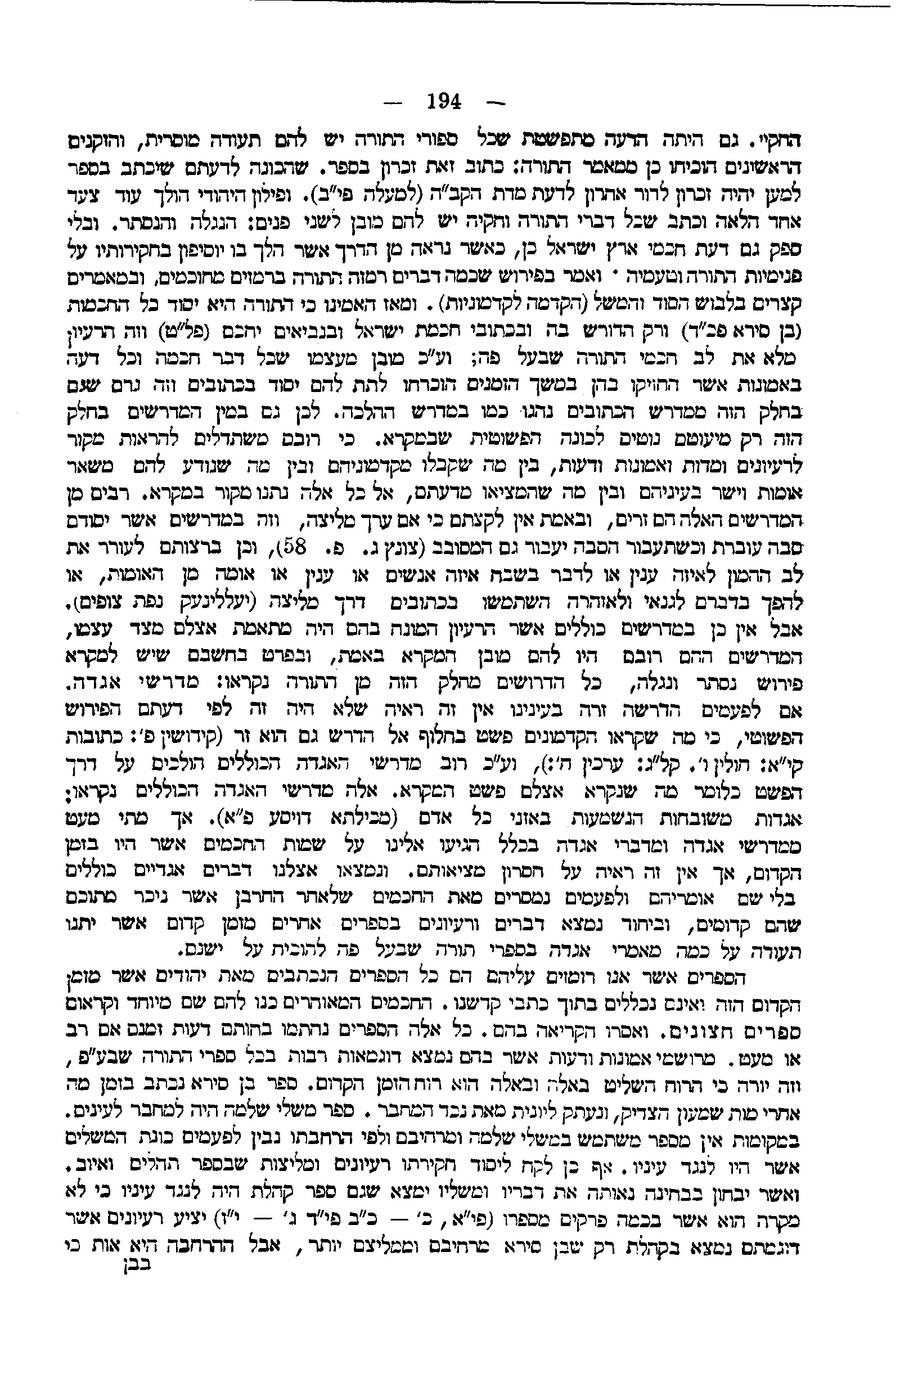 — 194 —
החקיי. גם היתה הדעה מתפשטת שכל ספורי התורה יש להם תעודה מוסרית, והזקנים
הראשונים הוכיחו כן ממאמר התורה: כתוב זאת זכרון בספר. שהכונה לדעתם שיכתב בספר
למען יהיה זכרון לדור אחרון לדעת מדת הקב"ה (למעלה פי"ב). ופילון היהודי הולך עוד צעד
אחד הלאה וכתב שכל דברי התורה וחקיה יש להם מובן לשני פנים: הנגלה והנסתר. ובלי
ספק גם דעת חכמי ארץ ישראל כן, כאשר נראה מן הדרך אשר הלך בו יוסיפון בחקירותיו על
פנימיות התורה וטעמיה · ואמר בפירוש שכמה דברים רמזה התורה ברמזים מחוכמים, ובמאמרים
קצרים בלבוש הסוד והמשל (הקדמה לקדמוניות). ומאז האמינו כי התורה היא יסוד כל החכמות
(בן סירא פכ"ד) ורק הדורש בה ובכתובי חכמת ישראל ובנביאים יחכם (פל"ט) וזה הרעיון
מלא את לב חכמי התורה שבעל פה; וע"כ מובן מעצמו שכל דבר חכמה וכל דעה
באמונות אשר החזיקו בהן במשך הזמנים הוכרחו לתת להם יסוד בכתובים וזה גרם שגם
בחלק הזה ממדרש הכתובים נהגו כמו במדרש ההלכה. לכן גם במין המדרשים בחלק
הזה רק מיעוטם נוטים לכונה הפשוטית שבמקרא. כי רובם משתדלים להראות מקור
לרעיונים ומדות ואמונות ודעות, בין מה שקבלו מקדמוניהם ובין מה שנודע להם משאר
אומות וישר בעיניהם ובין מה שהמציאו מדעתם, אל כל אלה נתנו מקור במקרא. רבים מן
המדרשים האלה הם זרים, ובאמת אין לקצתם כי אם ערך מליצה, וזה במדרשים אשר יסודם
סבה עוברת וכשתעבור הסבה יעבור גם המסובב (צונץ ג. פ. 58), וכן ברצותם לעורר את
לב ההמון לאיזה ענין או לדבר בשבח איזה אנשים או ענין או אומה מן האומות, או
להפך בדברם לגנאי ולאזהרה השתמשו בכתובים דרך מליצה (יעללינעק נפת צופים).
אבל אין כן במדרשים כוללים אשר הרעיון המונח בהם היה מתאמת אצלם מצד עצמו,
המדרשים ההם רובם היו להם מובן המקרא באמת, ובפרט בחשבם שיש למקרא
פירוש נסתר ונגלה, כל הדרושים מחלק הזה מן התורה נקראו: מדרשי אגדה.
אם לפעמים הדרשה זרה בעינינו אין זה ראיה שלא היה זה לפי דעתם הפירוש
הפשוטי, כי מה שקראו הקדמונים פשט בחלוף אל הדרש גם הוא זר (קידושין פ': כתובות
קי"א: חולין ו'. קל"ג: ערכין ח':), וע"כ רוב מדרשי האגדה הכוללים הולכים על דרך
הפשט כלומר מה שנקרא אצלם פשט המקרא. אלה מדרשי האגדה הכוללים נקראו:
אגדות משובחות הנשמעות באזני כל אדם (מכילתא דויסע פ"א). אך מתי מעט
ממדרשי אגדה ומדברי אגדה בכלל הגיעו אלינו על שמות החכמים אשר היו בזמן
הקדום, אך אין זה ראיה על חסרון מציאותם. ונמצאו אצלנו דברים אגדיים כוללים
בלי שם אומריהם ולפעמים נמסרים מאת החכמים שלאחר החרבן אשר ניכר מתוכם
שהם קדומים, וביחוד נמצא דברים ורעיונים בספרים אחרים מזמן קדום אשר יתנו
תעודה על כמה מאמרי אגדה בספרי תורה שבעל פה להוכית על ישנם.
הספרים אשר אנו רומזים עליהם הם כל הספרים הנכתבים מאת יהודים אשר מזמן
הקדום הזה ואינם נכללים בתוך כתבי קדשנו. החכמים המאוחרים כנו להם שם מיוחד וקראום
ספרים חצונים. ואסרו הקריאה בהם. כל אלה הספרים נחתמו בחותם דעות זמנם אם רב
או מעט. מרושמי אמונות ודעות אשר בהם נמצא דוגמאות רבות בכל ספרי התורה שבע"פ,
וזה יורה כי הרוח השליט באלה ובאלה הוא רוח הזמן הקדום. ספר בן סירא נכתב בזמן מה
אחרי מות שמעון הצדיק, ונעתק ליונית מאת נכד המחבר. ספר משלי שלמה היה למחבר לעינים.
במקומות אין מספר משתמש במשלי שלמה ומרחיבם ולפי הרחבתו נבין לפעמים כונת המשלים
אשר היו לנגד עיניו. אף כן לקח ליסוד חקירתו רעיונים ומליצות שבספר תהלים ואיוב.
ואשר יבחון בבחינה נאותה את דבריו ומשליו ימצא שגם ספר קהלת היה לנגד עיניו כי לא
מקרה הוא אשר בכמה פרקים מספרו (פי"א, כ' — כ"ב פי"ד ג' — י"ז) יציע רעיונים אשר
דוגמתם נמצא בקהלת רק שבן סירא מרחיבם וממליצם יותר, אבל ההרחבה היא אות כי
בבן